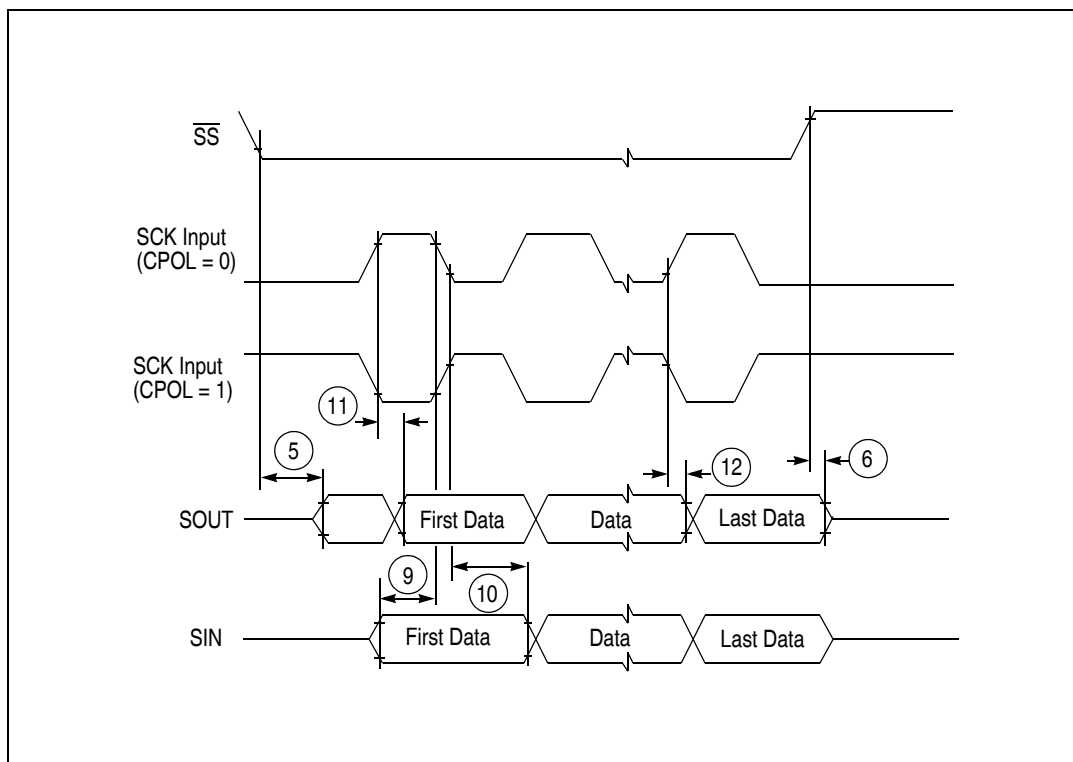 S̅S̅
SCK Input
(CPOL = 0)
SCK Input
(CPOL = 1)
11
5
12
6
SOUT
First Data
Data
Last Data
9
10
SIN
First Data
Data
Last Data